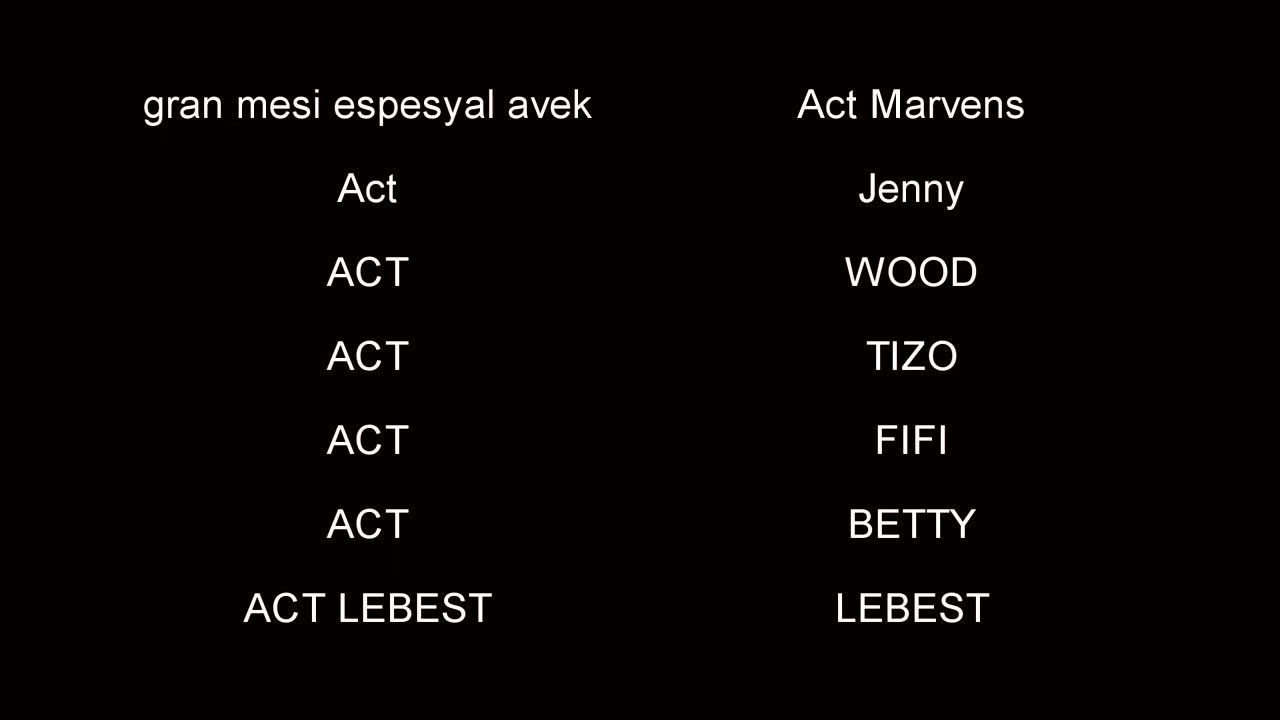 gran mesi espesyal avek Act Marvens
Act Jenny
ACT WOOD
ACT TIZO
ACT FIFI
ACT BETTY
ACT LEBEST LEBEST